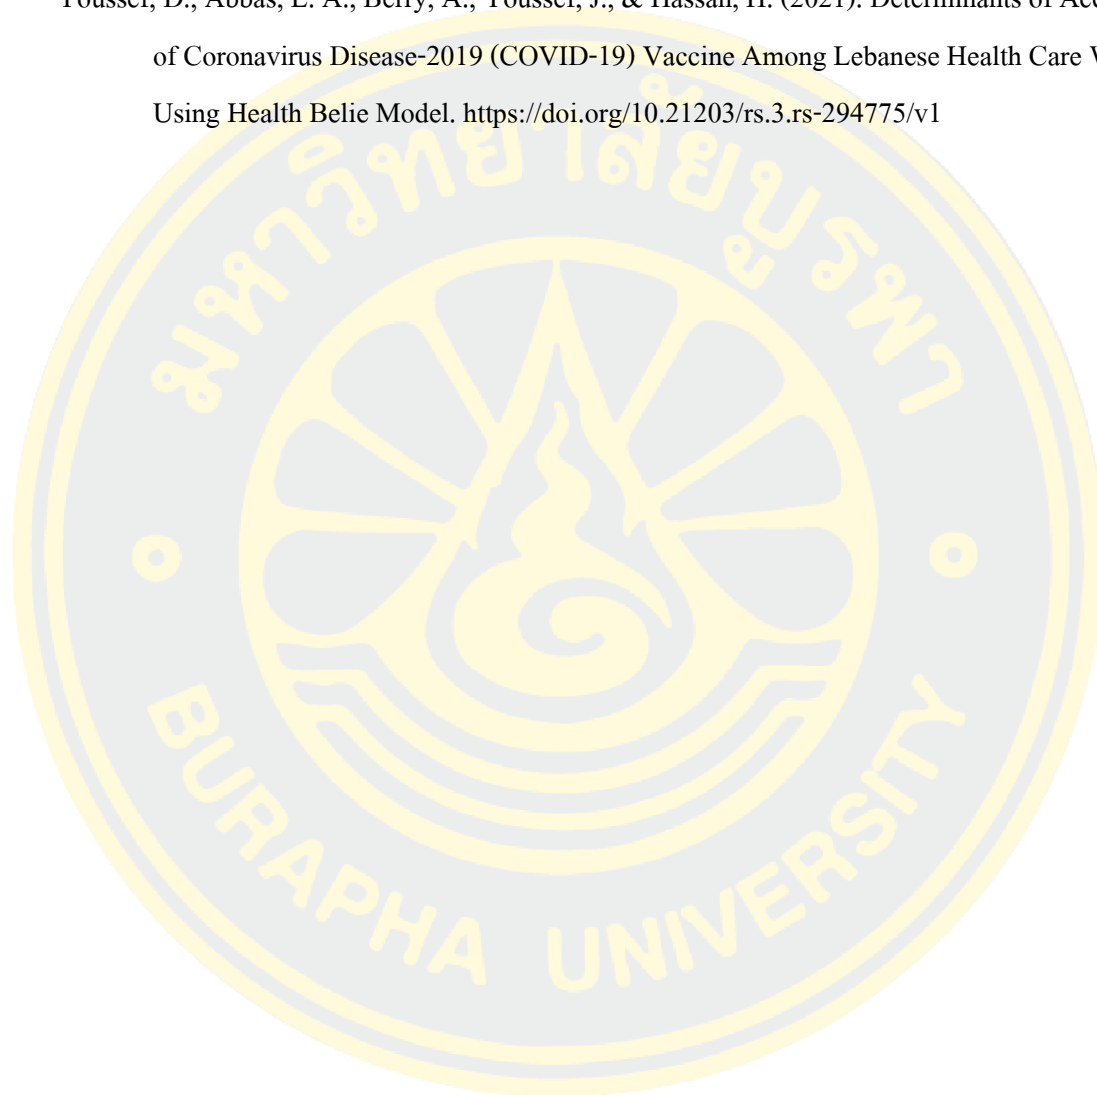 Youssef, D., Abbas, L. A., Berry, A., Youssef, J., & Hassan, H. (2021). Determinants of
of Coronavirus Disease-2019 (COVID-19) Vaccine Among Lebanese Health Care
Using Health Belie Model. https://doi.org/10.21203/rs.3.rs-294775/v1
มหาวิทยาลัยบูรพา
BURAPHA UNIVERSITY